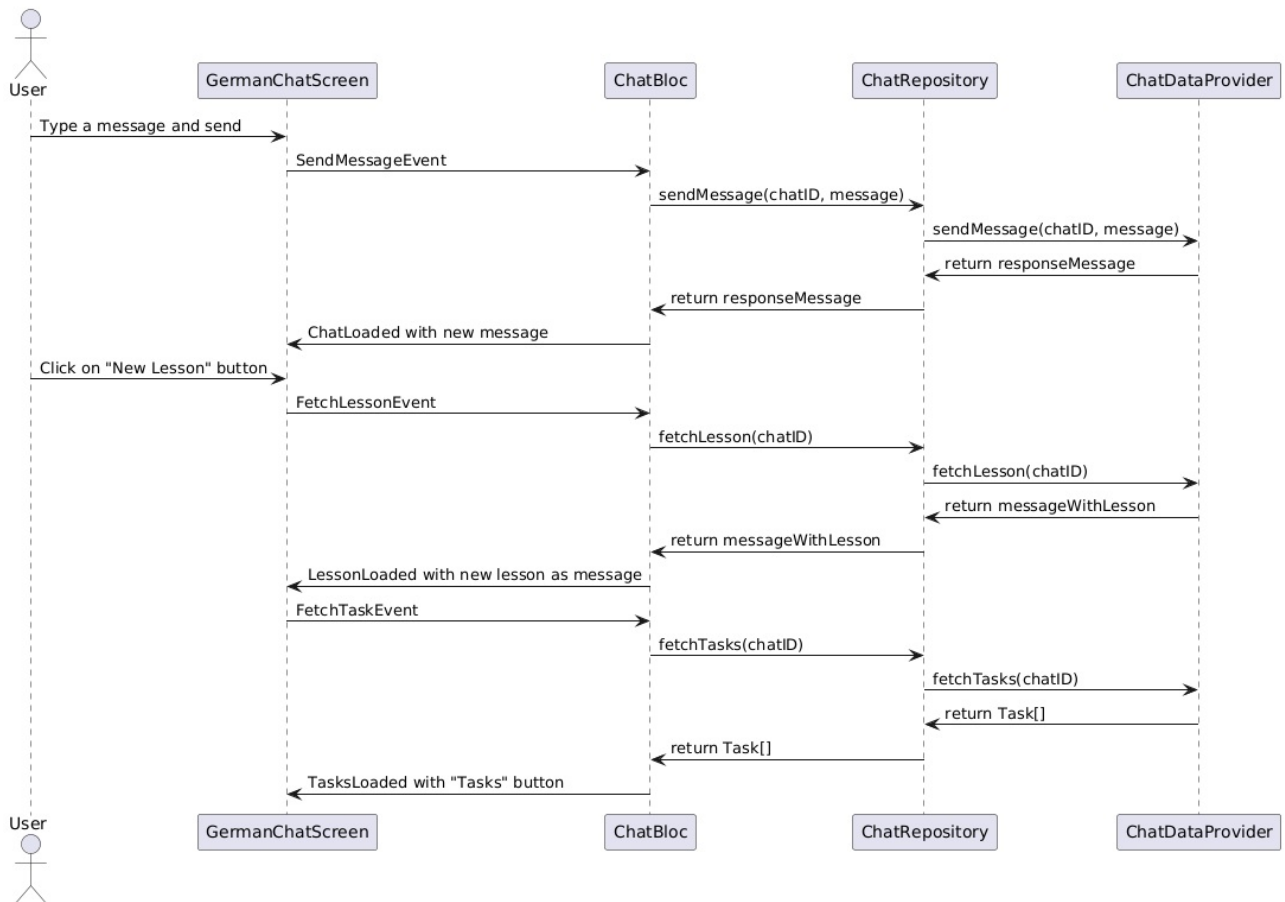 User
GermanChatScreen
ChatBloc
ChatRepository
ChatDataProvider
Type a message and send
SendMessageEvent
sendMessage(chatID, message)
sendMessage(chatID, message)
return responseMessage
return responseMessage
ChatLoaded with new message
Click on "New Lesson" button
FetchLessonEvent
fetchLesson(chatID)
fetchLesson(chatID)
return messageWithLesson
return messageWithLesson
LessonLoaded with new lesson as message
FetchTaskEvent
fetchTasks(chatID)
fetchTasks(chatID)
return Task[]
return Task[]
TasksLoaded with "Tasks" button
User
GermanChatScreen
ChatBloc
ChatRepository
ChatDataProvider